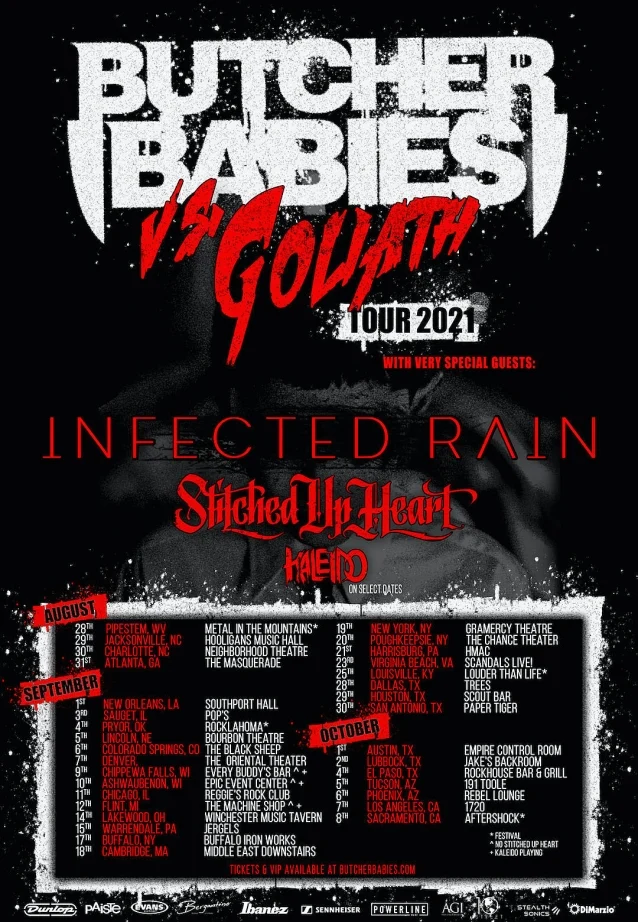 BUTCHER
BABIES
VS. GOLIATH
TOUR 2021
WITH VERY SPECIAL GUESTS:
INFECTED RAIN
Stitched Up Heart
KALEIDO
ON SELECT DATES
AUGUST
28TH PIPESTEM, WV METAL IN THE MOUNTAINS*
29TH JACKSONVILLE, NC HOOLIGANS MUSIC HALL
30TH CHARLOTTE, NC NEIGHBORHOOD THEATRE
31ST ATLANTA, GA THE MASQUERADE
SEPTEMBER
1ST NEW ORLEANS, LA SOUTHPORT HALL
3RD SAUGET, IL POP'S
4TH PRYOR, OK ROCKLAHOMA*
5TH LINCOLN, NE BOURBON THEATRE
6TH COLORADO SPRINGS, CO THE BLACK SHEEP
7TH DENVER, THE ORIENTAL THEATER
9TH CHIPPEWA FALLS, WI EVERY BUDDY'S BAR ^ +
10TH ASHWAUBENON, WI EPIC EVENT CENTER ^ +
11TH CHICAGO, IL REGGIE'S ROCK CLUB
12TH FLINT, MI THE MACHINE SHOP ^ +
14TH LAKEWOOD, OH WINCHESTER MUSIC TAVERN
15TH WARRENDALE, PA JERGELS
17TH BUFFALO, NY BUFFALO IRON WORKS
18TH CAMBRIDGE, MA MIDDLE EAST DOWNSTAIRS
19TH NEW YORK, NY GRAMERCY THEATRE
20TH POUGHKEEPSIE, NY THE CHANCE THEATER
21ST HARRISBURG, PA HMAC
23RD VIRGINIA BEACH, VA SCANDALS LIVE!
25TH LOUISVILLE, KY LOUDER THAN LIFE*
28TH DALLAS, TX TREES
29TH HOUSTON, TX SCOUT BAR
30TH SAN ANTONIO, TX PAPER TIGER
OCTOBER
1ST AUSTIN, TX EMPIRE CONTROL ROOM
2ND LUBBOCK, TX JAKE'S BACKROOM
4TH EL PASO, TX ROCKHOUSE BAR & GRILL
5TH TUCSON, AZ 191 TOOLE
6TH PHOENIX, AZ REBEL LOUNGE
7TH LOS ANGELES, CA 1720
8TH SACRAMENTO, CA AFTERSHOCK*
* FESTIVAL
^ NO STITCHED UP HEART
+ KALEIDO PLAYING
TICKETS & VIP AVAILABLE AT BUTCHERBABIES.COM
Dunlop PAiSTe EVANS Bergantino Ibanez SENNHEISER POWERLINE AGI STEALTH SONICS DiMarzio